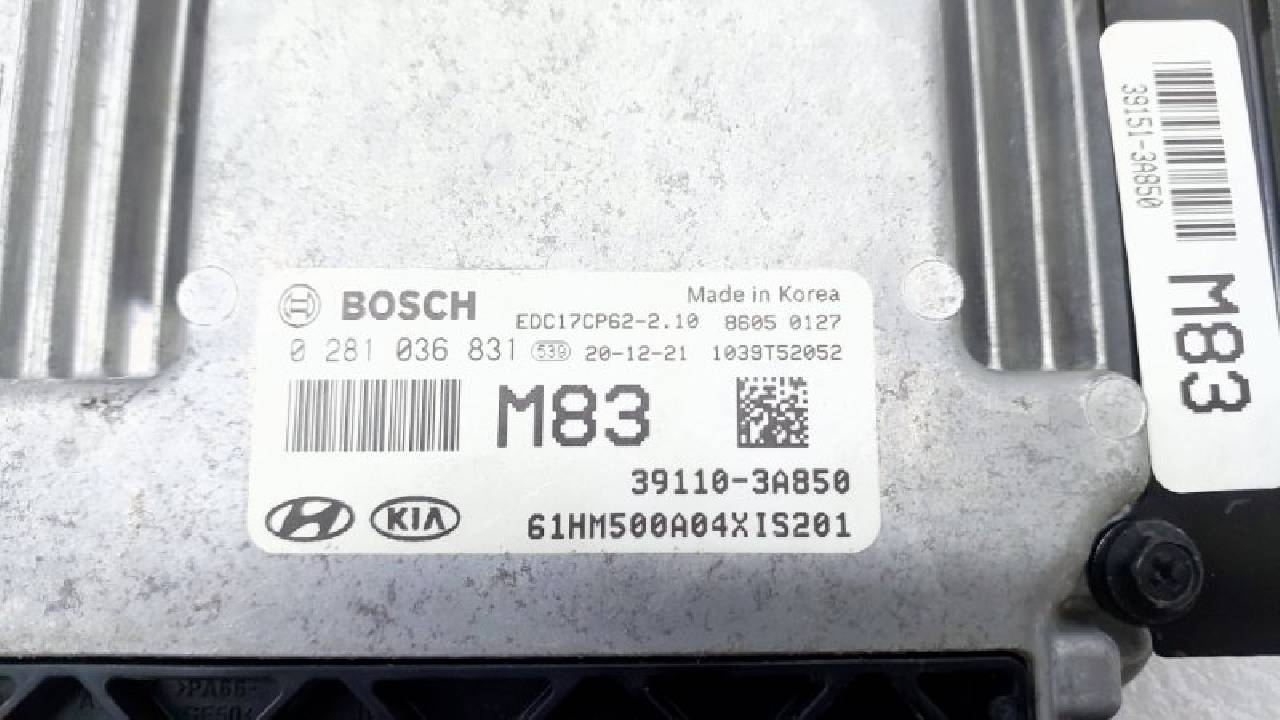 BOSCH
Made in Korea
EDC17CP62-2.10 8605 0127
0 281 036 831 539 20-12-21 1039T52052
M83
39110-3A850
KIA
61HM500A04XIS201
39151-3A850
M83
>PA66-